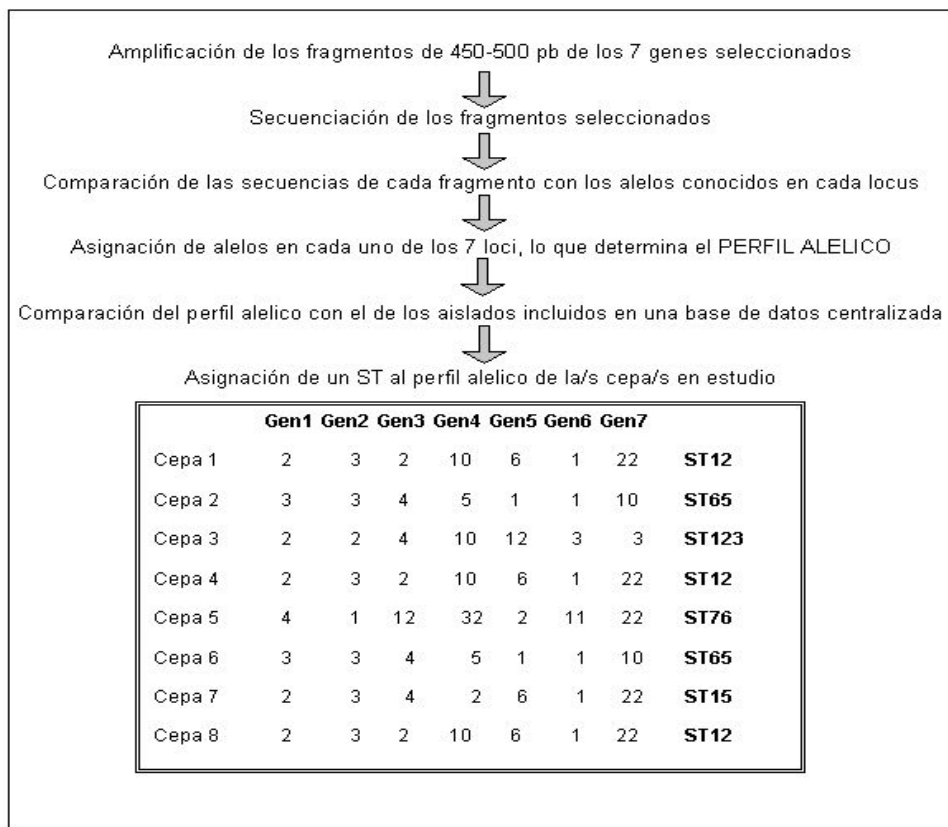 Amplificación de los fragmentos de 450-500 pb de los 7 genes seleccionados
Secuenciación de los fragmentos seleccionados
Comparación de las secuencias de cada fragmento con los alelos conocidos en cada locus
Asignación de alelos en cada uno de los 7 loci, lo que determina el PERFIL ALELICO
Comparación del perfil alelico con el de los aislados incluidos en una base de datos centralizada
Asignación de un ST al perfil alelico de la/s cepa/s en estudio
Gen1 Gen2 Gen3 Gen4 Gen5 Gen6 Gen7
Cepa 1 2 3 2 10 6 1 22 ST12
Cepa 2 3 3 4 5 1 1 10 ST65
Cepa 3 2 2 4 10 12 3 3 ST123
Cepa 4 2 3 2 10 6 1 22 ST12
Cepa 5 4 1 12 32 2 11 22 ST76
Cepa 6 3 3 4 5 1 1 10 ST65
Cepa 7 2 3 4 2 6 1 22 ST15
Cepa 8 2 3 2 10 6 1 22 ST12